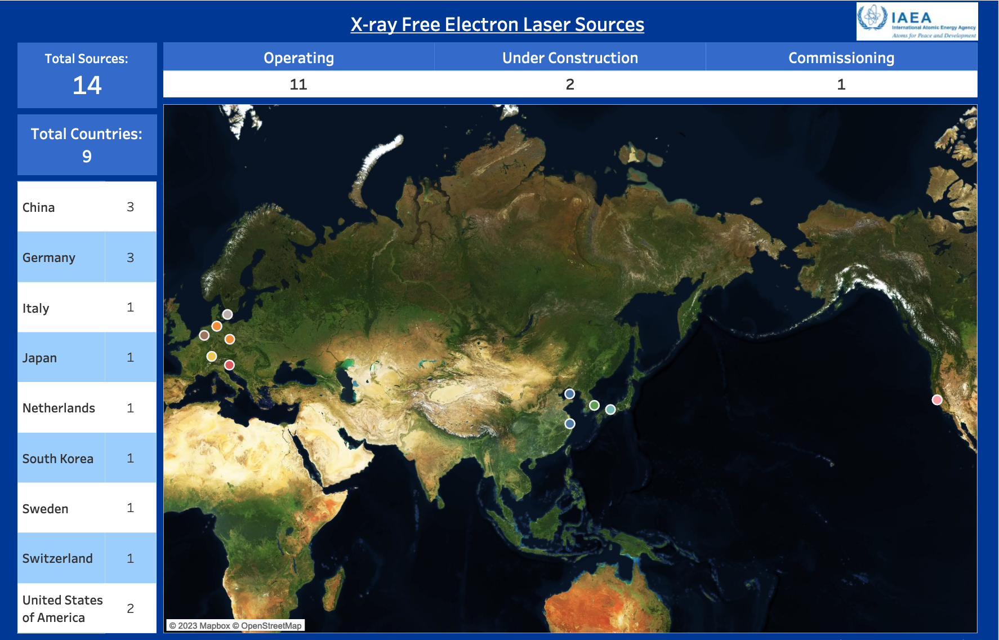 X-ray Free Electron Laser Sources
IAEA
International Atomic Energy Agency
Atoms for Peace and Development
Total Sources:
14
Operating
Under Construction
Commissioning
11
2
1
Total Countries:
9
China 3
Germany 3
Italy 1
Japan 1
Netherlands 1
South Korea 1
Sweden 1
Switzerland 1
United States
of America 2
© 2023 Mapbox © OpenStreetMap